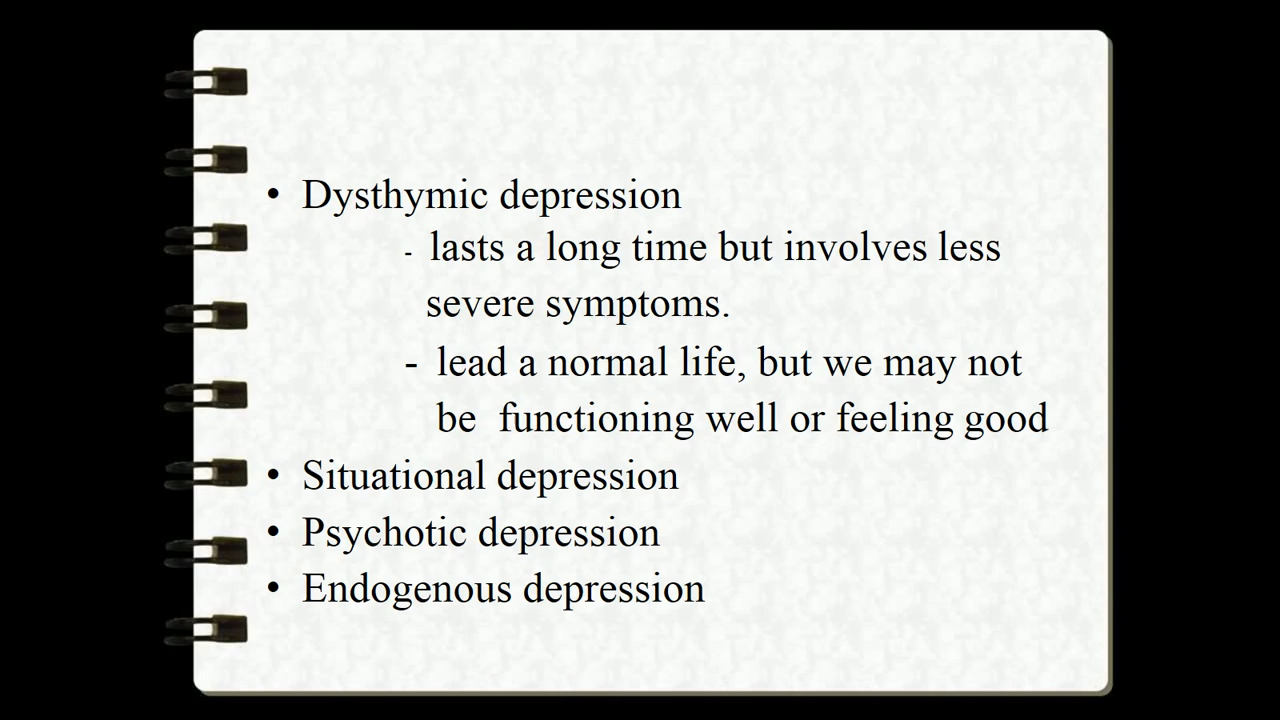 • Dysthymic depression
- lasts a long time but involves less
severe symptoms.
- lead a normal life, but we may not
be functioning well or feeling good
• Situational depression
• Psychotic depression
• Endogenous depression